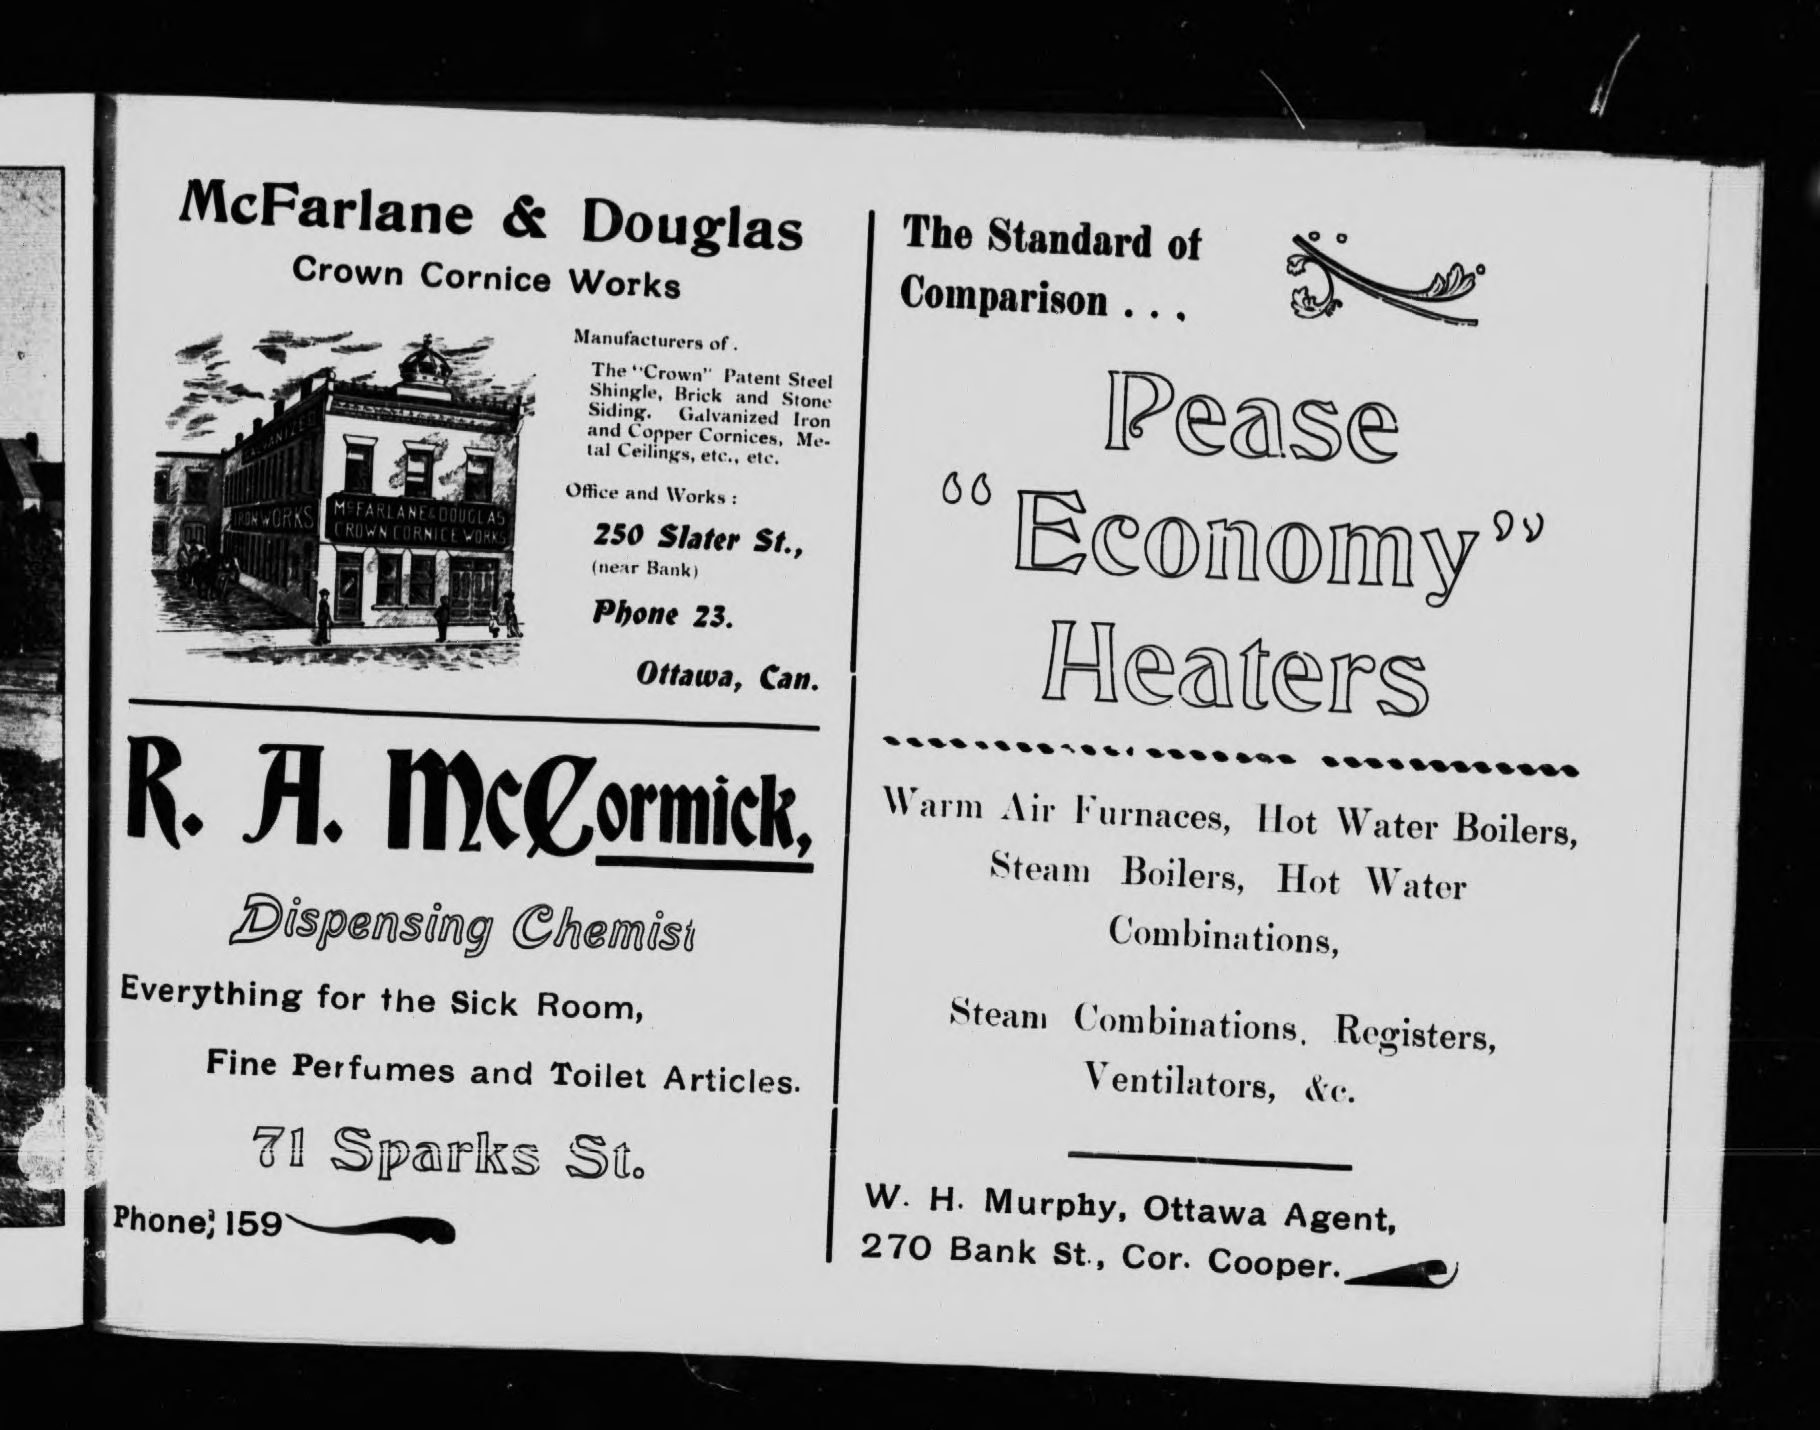 McFarlane & Douglas
Crown Cornice Works
Manufacturers of .
The "Crown" Patent Steel
Shingle, Brick and Stone
Siding. Galvanized Iron
and Copper Cornices, Me-
tal Ceilings, etc., etc.
GALVANIZED
IRON WORKS
McFARLANE & DOUGLAS
CROWN CORNICE WORKS
Office and Works :
250 Slater St.,
(near Bank)
Phone 23.
Ottawa, Can.
R. A. McCormick,
Dispensing Chemist
Everything for the Sick Room,
Fine Perfumes and Toilet Articles.
71 Sparks St.
Phone; 159
The Standard of
Comparison . . .
Pease
"Economy"
Heaters
Warm Air Furnaces, Hot Water Boilers,
Steam Boilers, Hot Water
Combinations,
Steam Combinations, Registers,
Ventilators, &c.
W. H. Murphy, Ottawa Agent,
270 Bank St., Cor. Cooper.